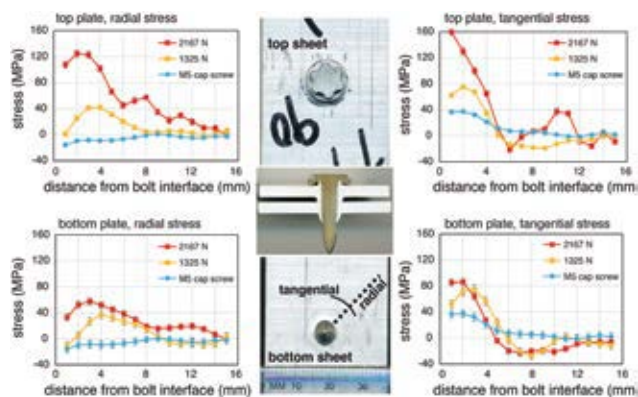 top plate, radial stress
stress (MPa)
160
120
80
40
0
-40
0
4
8
12
16
distance from bolt interface (mm)
2167 N
1325 N
M5 cap screw
top sheet
top plate, tangential stress
stress (MPa)
160
120
80
40
0
-40
0
4
8
12
16
distance from bolt interface (mm)
2167 N
1325 N
M5 cap screw
bottom plate, radial stress
stress (MPa)
160
120
80
40
0
-40
0
4
8
12
16
distance from bolt interface (mm)
2167 N
1325 N
M5 cap screw
tangential
radial
bottom sheet
MM 10
bottom plate, tangential stress
stress (MPa)
160
120
80
40
0
-40
0
4
8
12
16
distance from bolt interface (mm)
2167 N
1325 N
M5 cap screw